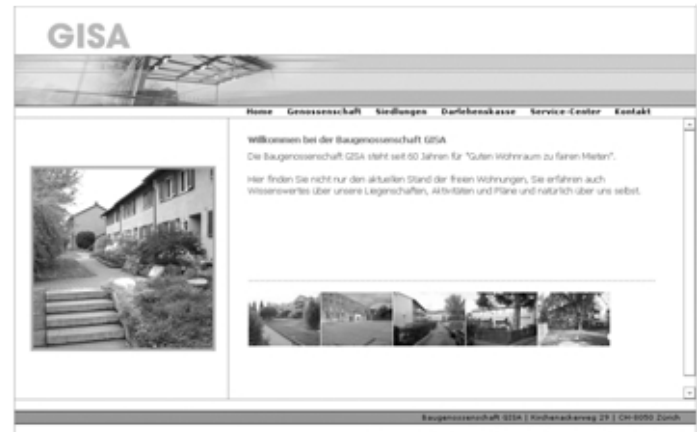 GISA
Home Genossenschaft Siedlungen Darlehenskasse Service-Center Kontakt
Willkommen bei der Baugenossenschaft GISA
Die Baugenossenschaft GISA steht seit 60 Jahren für "Guten Wohnraum zu fairen Mieten".
Hier finden Sie nicht nur den aktuellen Stand der freien Wohnungen, Sie erfahren auch
Wissenswertes über unsere Liegenschaften, Aktivitäten und Pläne und natürlich über uns selbst.
Baugenossenschaft GISA | Kirchenackerweg 29 | CH-8050 Zürich